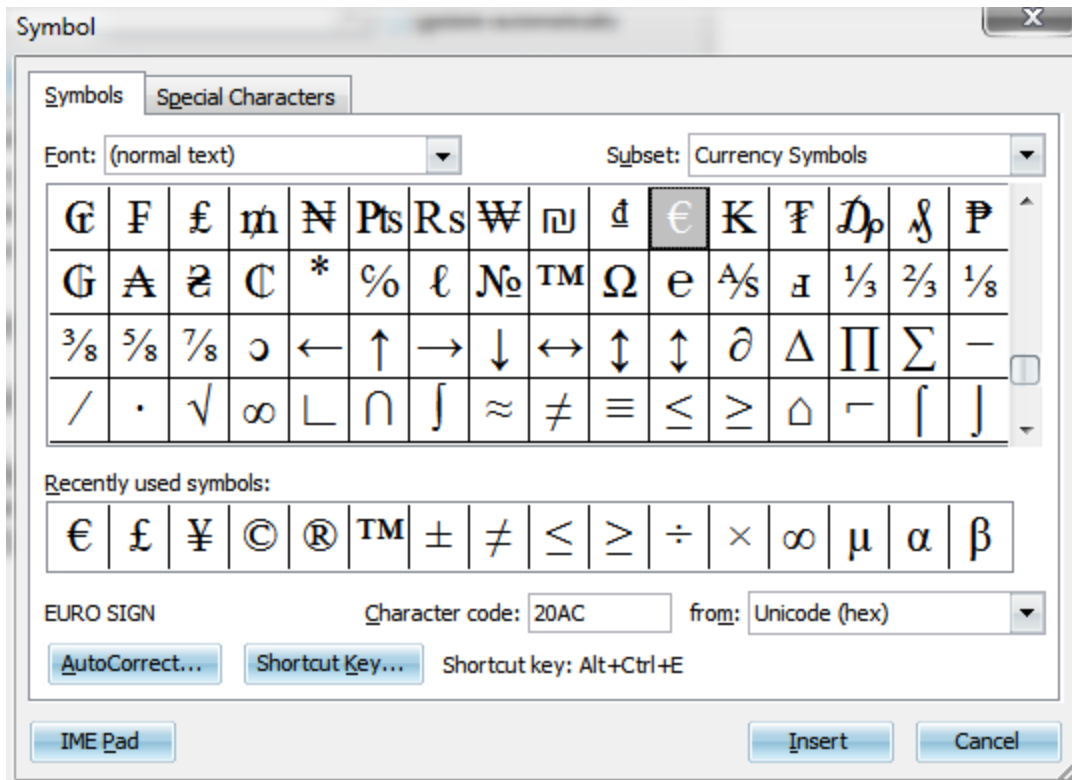 Symbol
Symbols Special Characters
Font: (normal text) Subset: Currency Symbols
₢ ₣ ₤ ₥ ₦ ₧ ₨ ₩ ₪ ₫ € ₭ ₮ ₯ ₰ ₱
₲ ₳ ₴ ₵ * ℅ ℓ № ™ Ω ℮ ⅍ ⅎ ⅓ ⅔ ⅛
⅜ ⅝ ⅞ ↄ ← ↑ → ↓ ↔ ↕ ↨ ∂ ∆ ∏ ∑ −
∕ ∙ √ ∞ ∟ ∩ ∫ ≈ ≠ ≡ ≤ ≥ ⌂ ⌐ ⌠ ⌡
Recently used symbols:
€ £ ¥ © ® ™ ± ≠ ≤ ≥ ÷ × ∞ µ α β
EURO SIGN Character code: 20AC from: Unicode (hex)
AutoCorrect... Shortcut Key... Shortcut key: Alt+Ctrl+E
IME Pad Insert Cancel